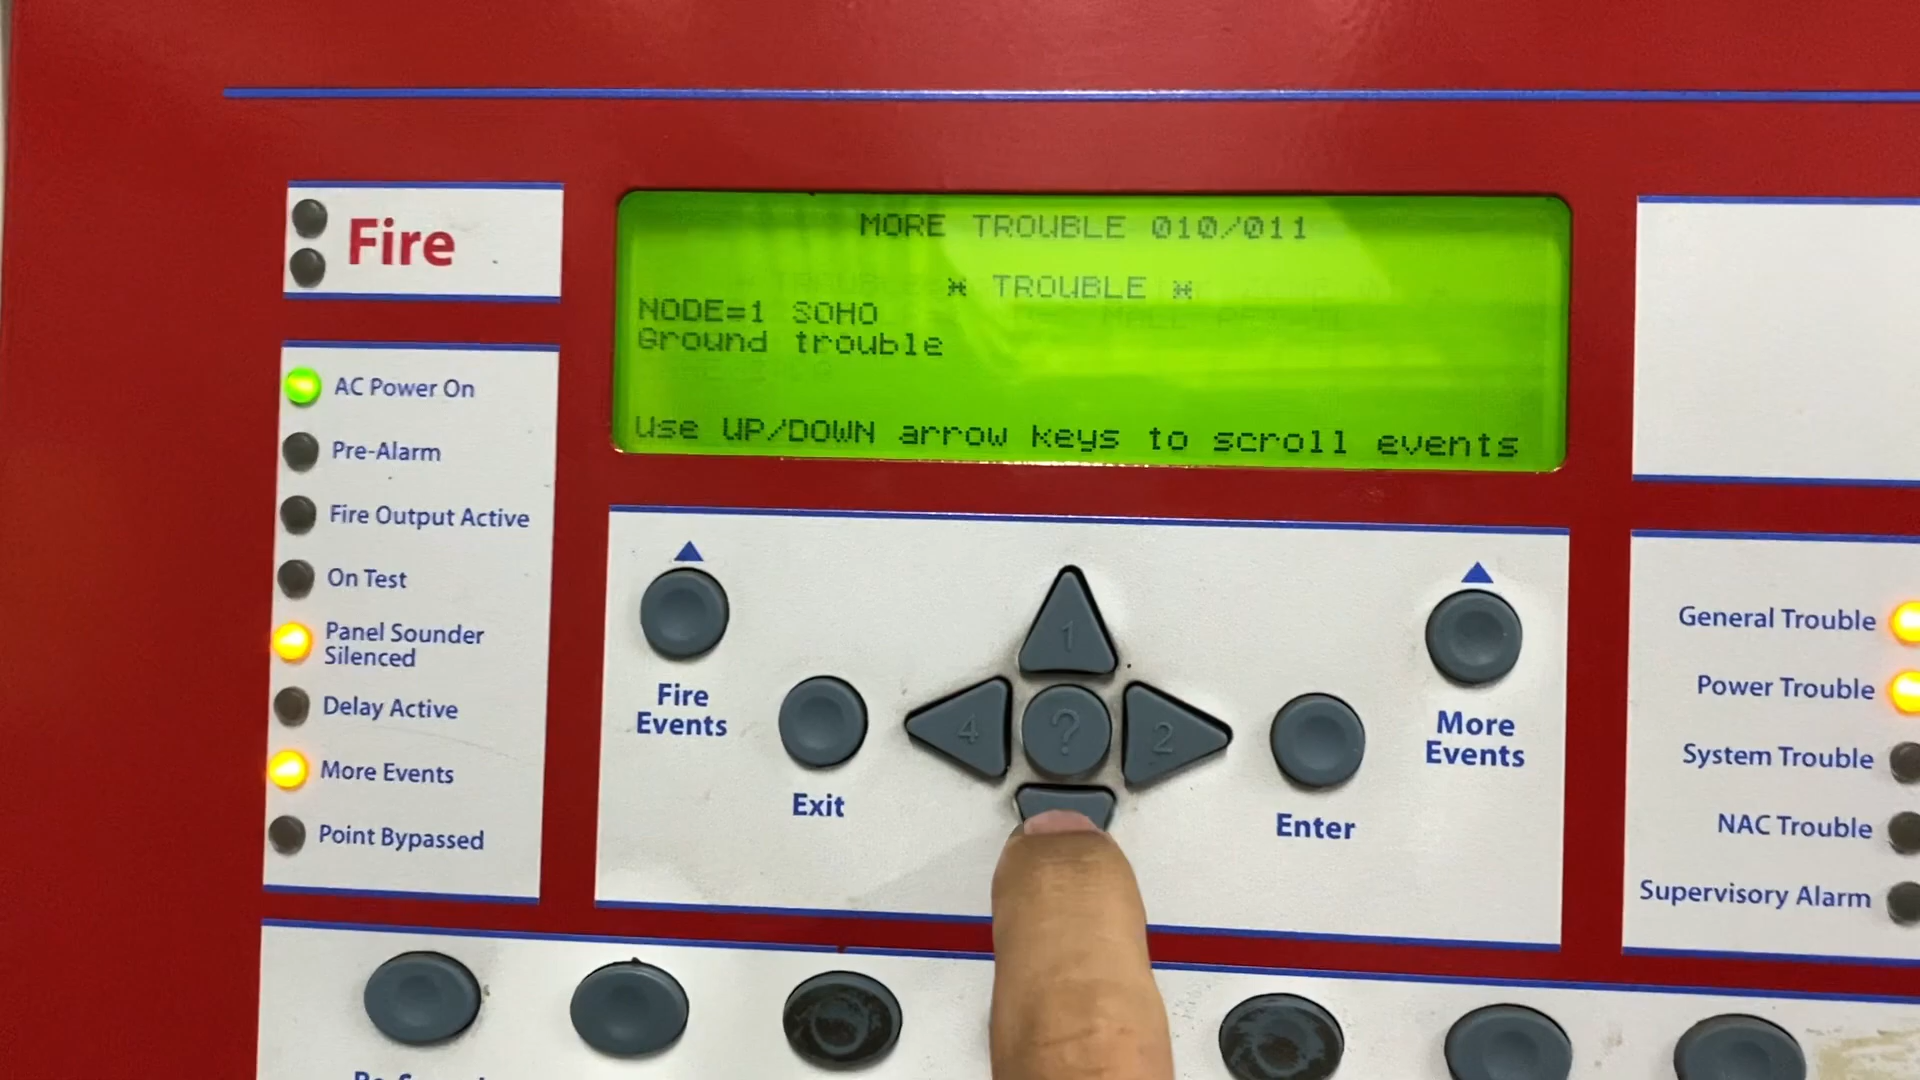 MORE TROUBLE 010/011
* TROUBLE *
NODE=1 SOHO
Ground trouble
Use UP/DOWN arrow keys to scroll events
Fire
AC Power On
Pre-Alarm
Fire Output Active
On Test
Panel Sounder
Silenced
Delay Active
More Events
Point Bypassed
Fire
Events
Exit
1
4
?
2
Enter
More
Events
General Trouble
Power Trouble
System Trouble
NAC Trouble
Supervisory Alarm